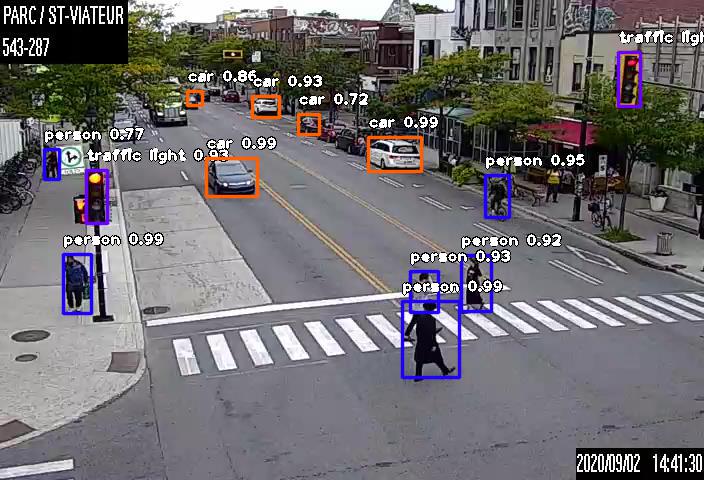 PARC / ST-VIATEUR
543-287
traffic ligh
car 0.86
car 0.93
car 0.72
car 0.99
person 0.77
traffic light 0.93
car 0.99
person 0.95
person 0.99
person 0.92
person 0.93
person 0.99
2020/09/02 14:41:30